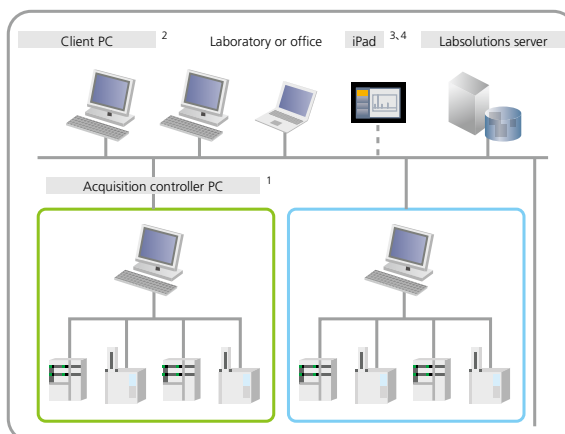 Client PC 2 Laboratory or office iPad 3、4 Labsolutions server
Acquisition controller PC 1